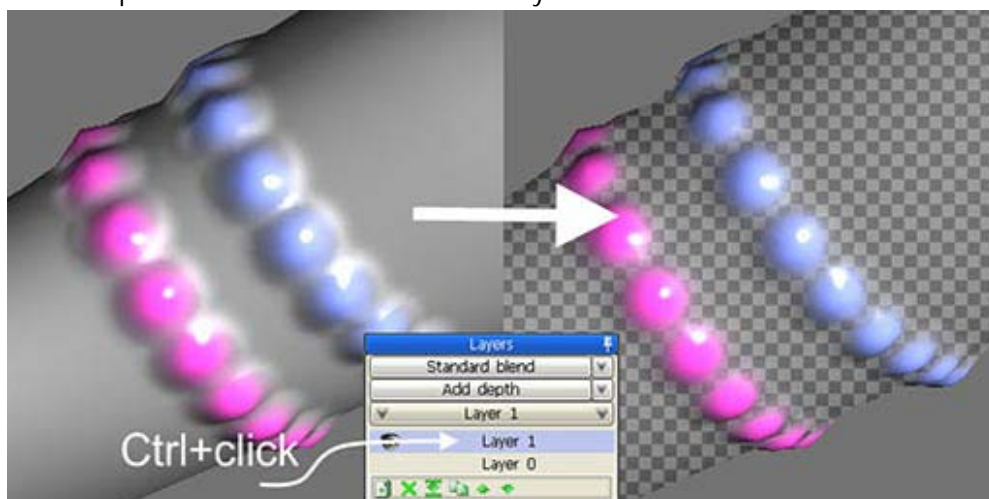 Layers
Standard blend
Add depth
Layer 1
Layer 1
Ctrl+click
Layer 0